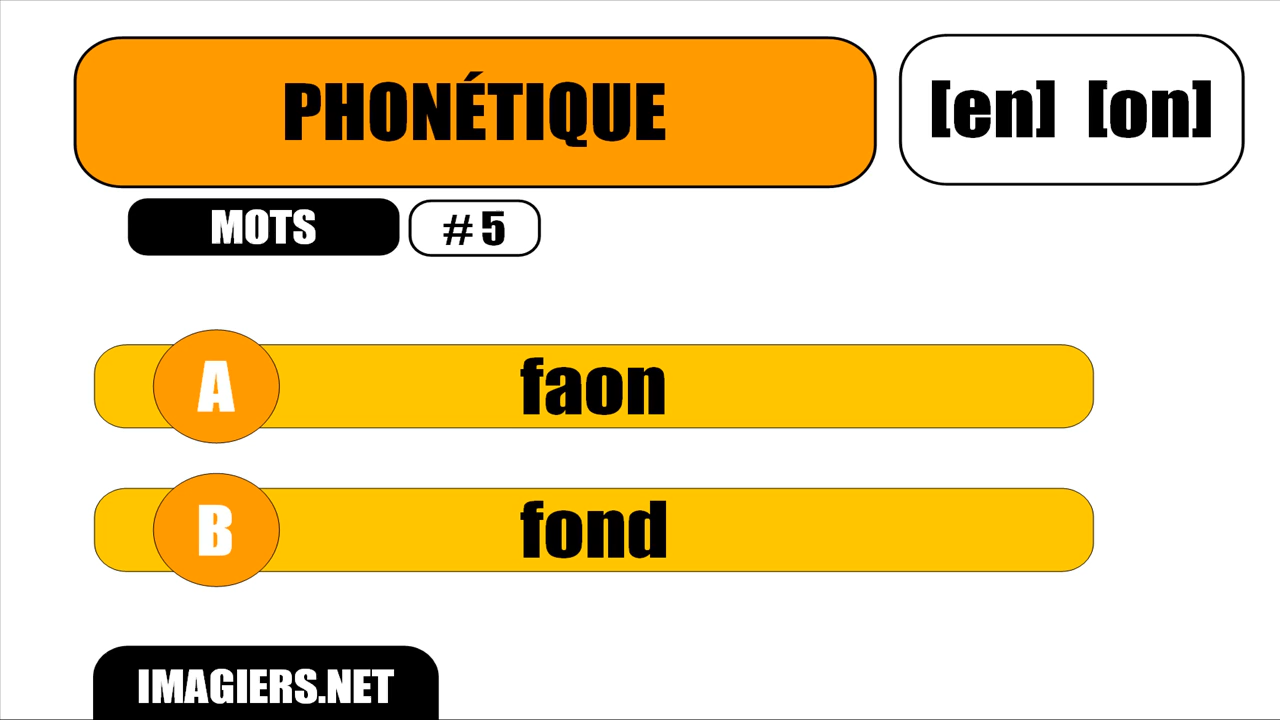 PHONÉTIQUE
[en] [on]
MOTS # 5
A faon
B fond
IMAGIERS.NET